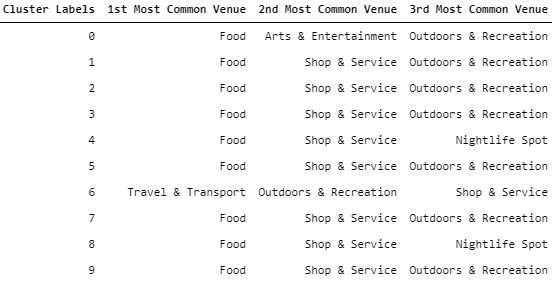 Cluster Labels 1st Most Common Venue 2nd Most Common Venue 3rd Most Common Venue
0 Food Arts & Entertainment Outdoors & Recreation
1 Food Shop & Service Outdoors & Recreation
2 Food Shop & Service Outdoors & Recreation
3 Food Shop & Service Outdoors & Recreation
4 Food Shop & Service Nightlife Spot
5 Food Shop & Service Outdoors & Recreation
6 Travel & Transport Outdoors & Recreation Shop & Service
7 Food Shop & Service Outdoors & Recreation
8 Food Shop & Service Nightlife Spot
9 Food Shop & Service Outdoors & Recreation